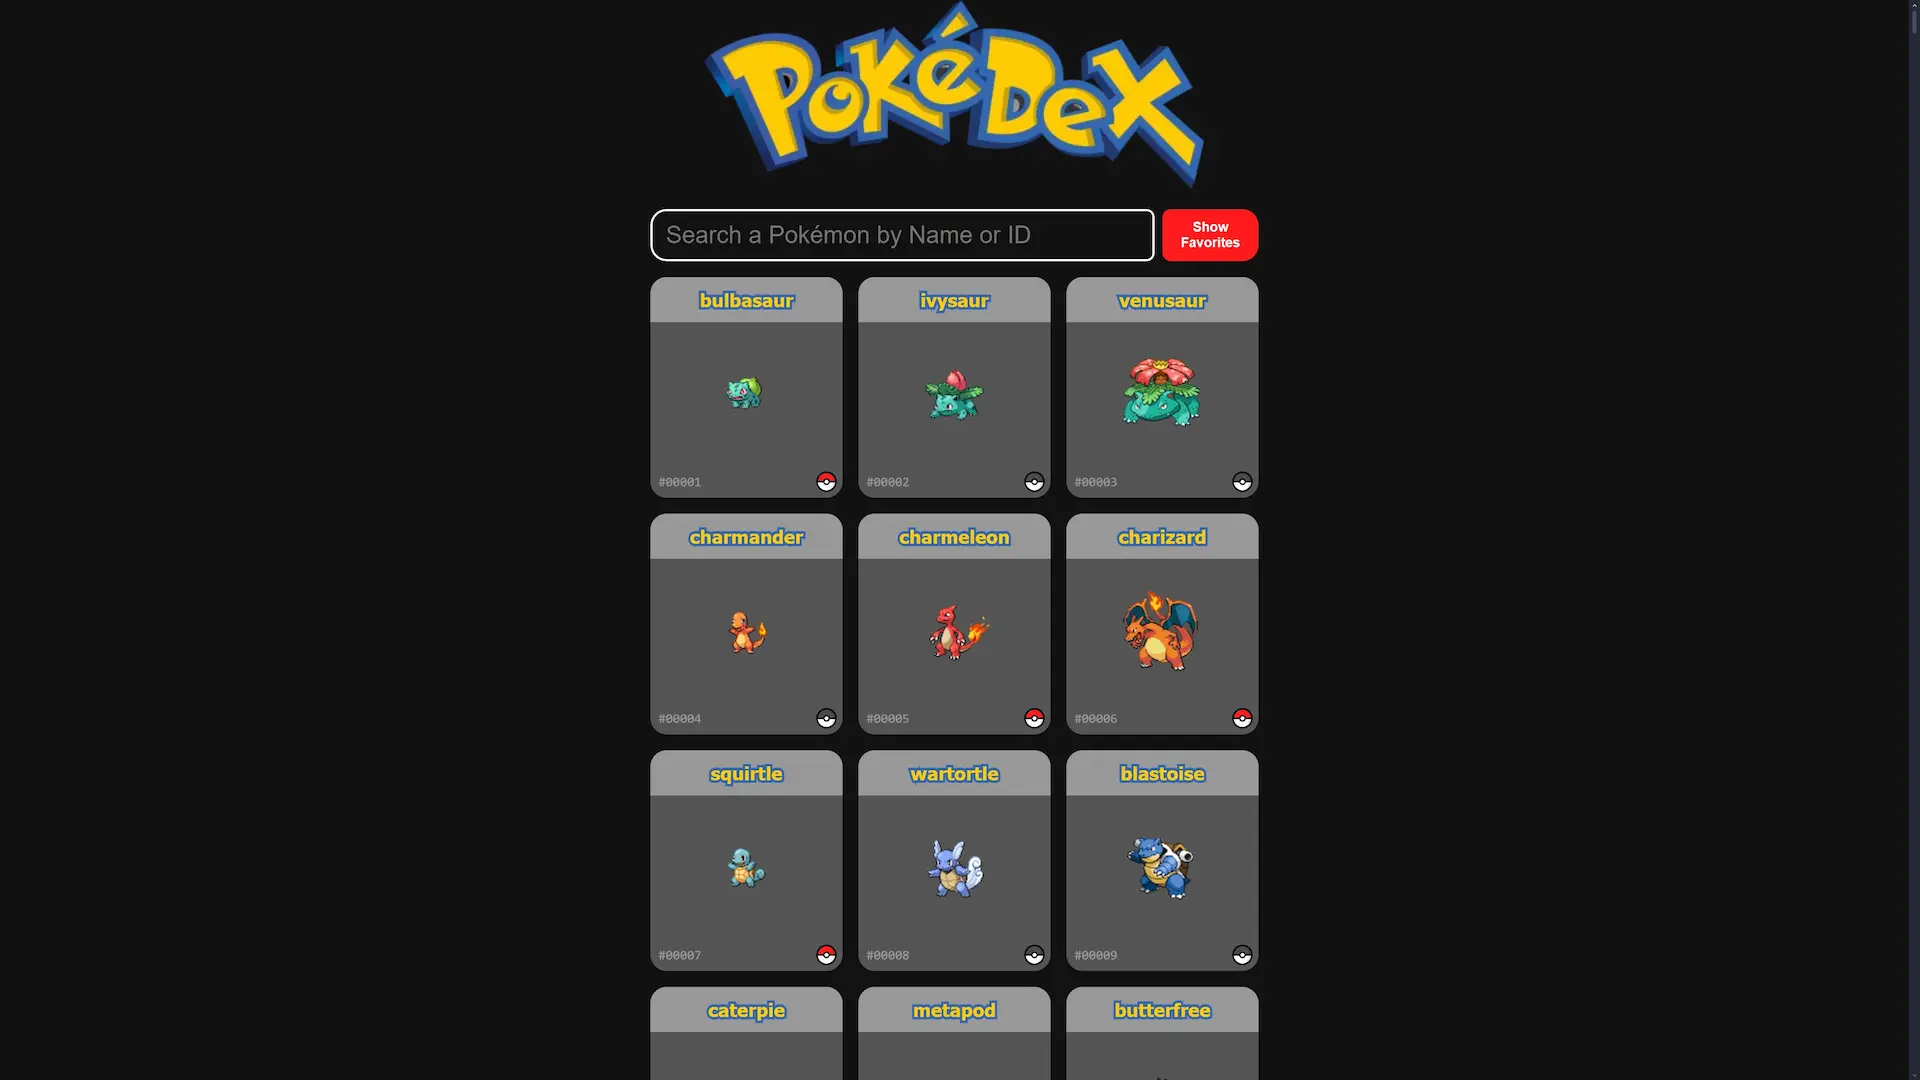 PoKéDex
Search a Pokémon by Name or ID
Show
Favorites
bulbasaur
ivysaur
venusaur
#00001
#00002
#00003
charmander
charmeleon
charizard
#00004
#00005
#00006
squirtle
wartortle
blastoise
#00007
#00008
#00009
caterpie
metapod
butterfree